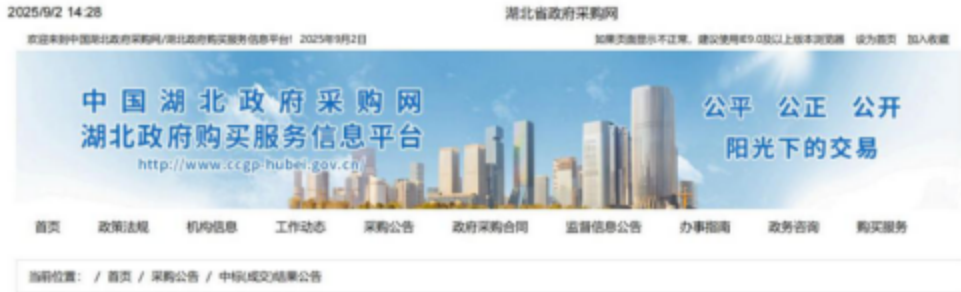 2025/9/2 14:28 湖北省政府采购网
欢迎来到中国湖北政府采购网/湖北政府购买服务信息平台! 2025年9月2日 如果页面显示不正常，建议使用IE9.0及以上版本浏览器 设为首页 加入收藏
中国湖北政府采购网 公平 公正 公开
湖北政府购买服务信息平台 阳光下的交易
http://www.ccgp-hubei.gov.cn
首页 政策法规 机构信息 工作动态 采购公告 政府采购合同 监督信息公告 办事指南 政务咨询 购买服务
当前位置： / 首页 / 采购公告 / 中标(成交)结果公告